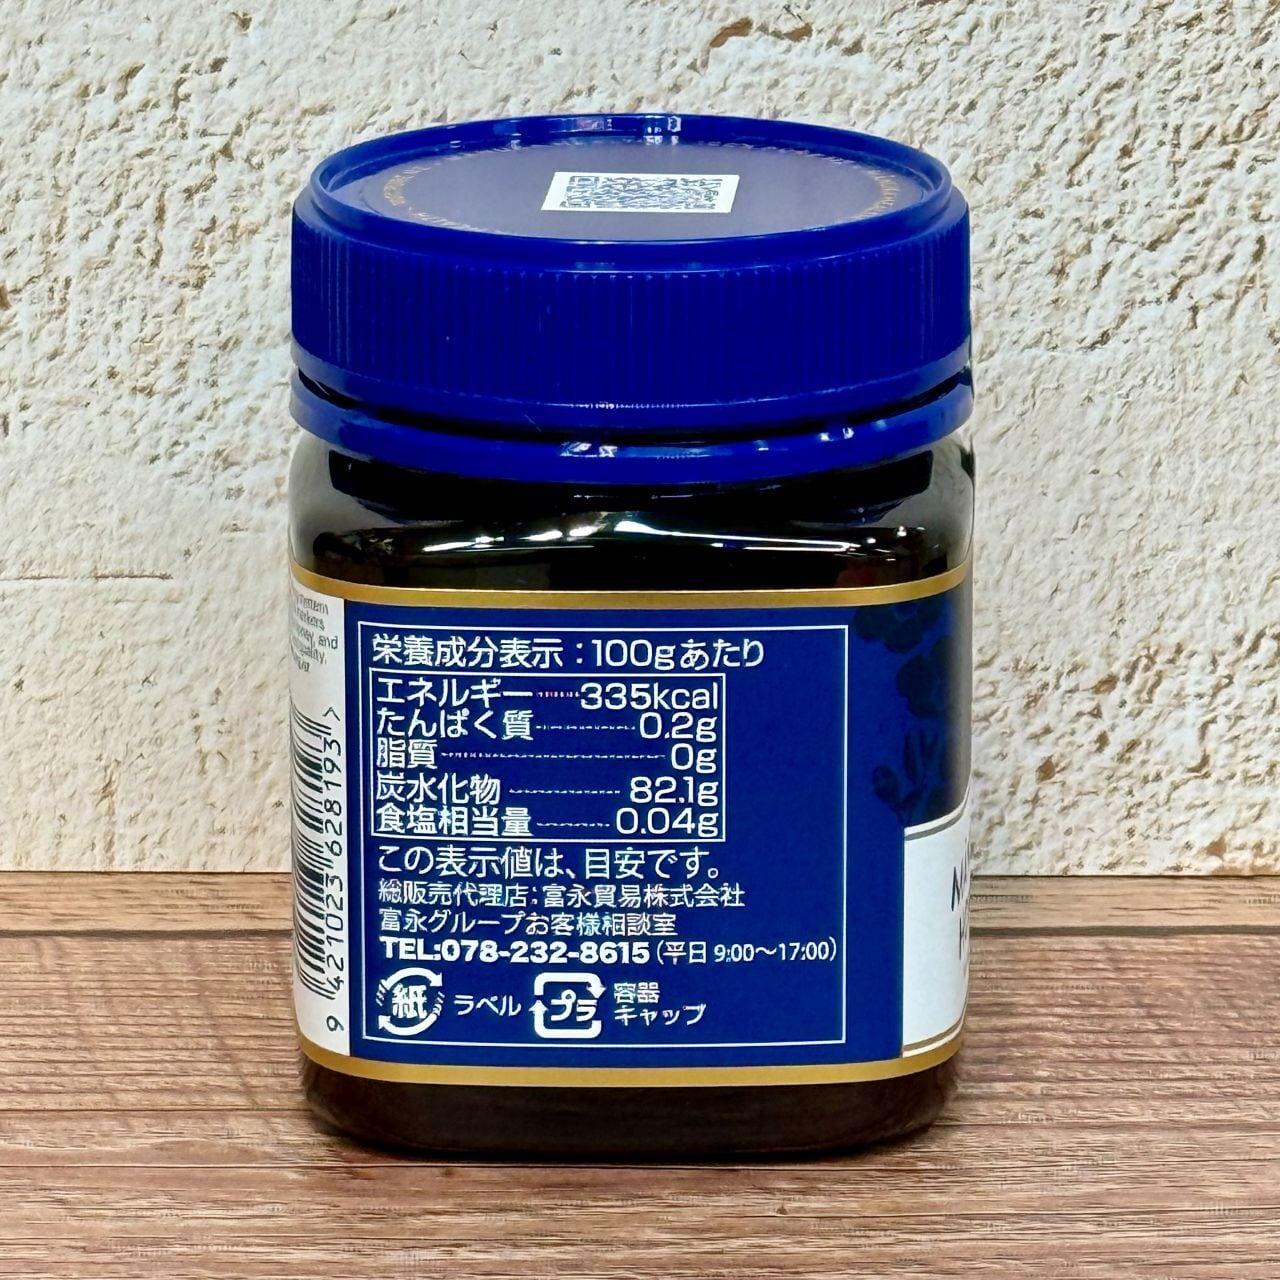 栄養成分表示：100gあたり
エネルギー 335kcal
たんぱく質 0.2g
脂質 0g
炭水化物 82.1g
食塩相当量 0.04g
この表示値は、目安です。
総販売代理店：富永貿易株式会社
富永グループお客様相談室
TEL:078-232-8615（平日 9:00～17:00）
紙 ラベル プラ 容器
キャップ
9 421023 628193 >
and